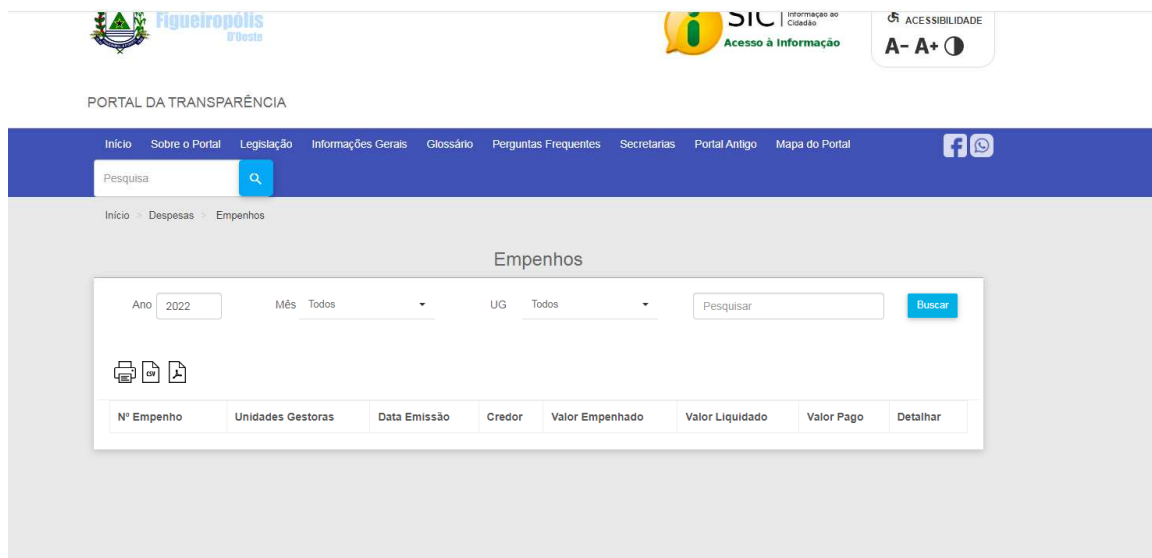 Figueirópolis
D'Oeste
SIC
Informação ao
Cidadão
Acesso à Informação
ACESSIBILIDADE
A- A+
PORTAL DA TRANSPARÊNCIA
Início Sobre o Portal Legislação Informações Gerais Glossário Perguntas Frequentes Secretarias Portal Antigo Mapa do Portal
Pesquisa
Início > Despesas > Empenhos
Empenhos
Ano 2022 Mês Todos UG Todos Pesquisar Buscar
CSV
Nº Empenho Unidades Gestoras Data Emissão Credor Valor Empenhado Valor Liquidado Valor Pago Detalhar